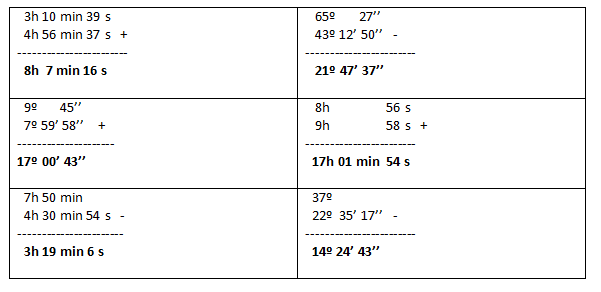 3h 10 min 39 s
4h 56 min 37 s +
------------------------
8h 7 min 16 s
65º 27’’
43º 12’ 50’’ -
------------------------
21º 47’ 37’’
9º 45’’
7º 59’ 58’’ +
---------------------
17º 00’ 43’’
8h 56 s
9h 58 s +
------------------------
17h 01 min 54 s
7h 50 min
4h 30 min 54 s -
-----------------------
3h 19 min 6 s
37º
22º 35’ 17’’ -
------------------------
14º 24’ 43’’